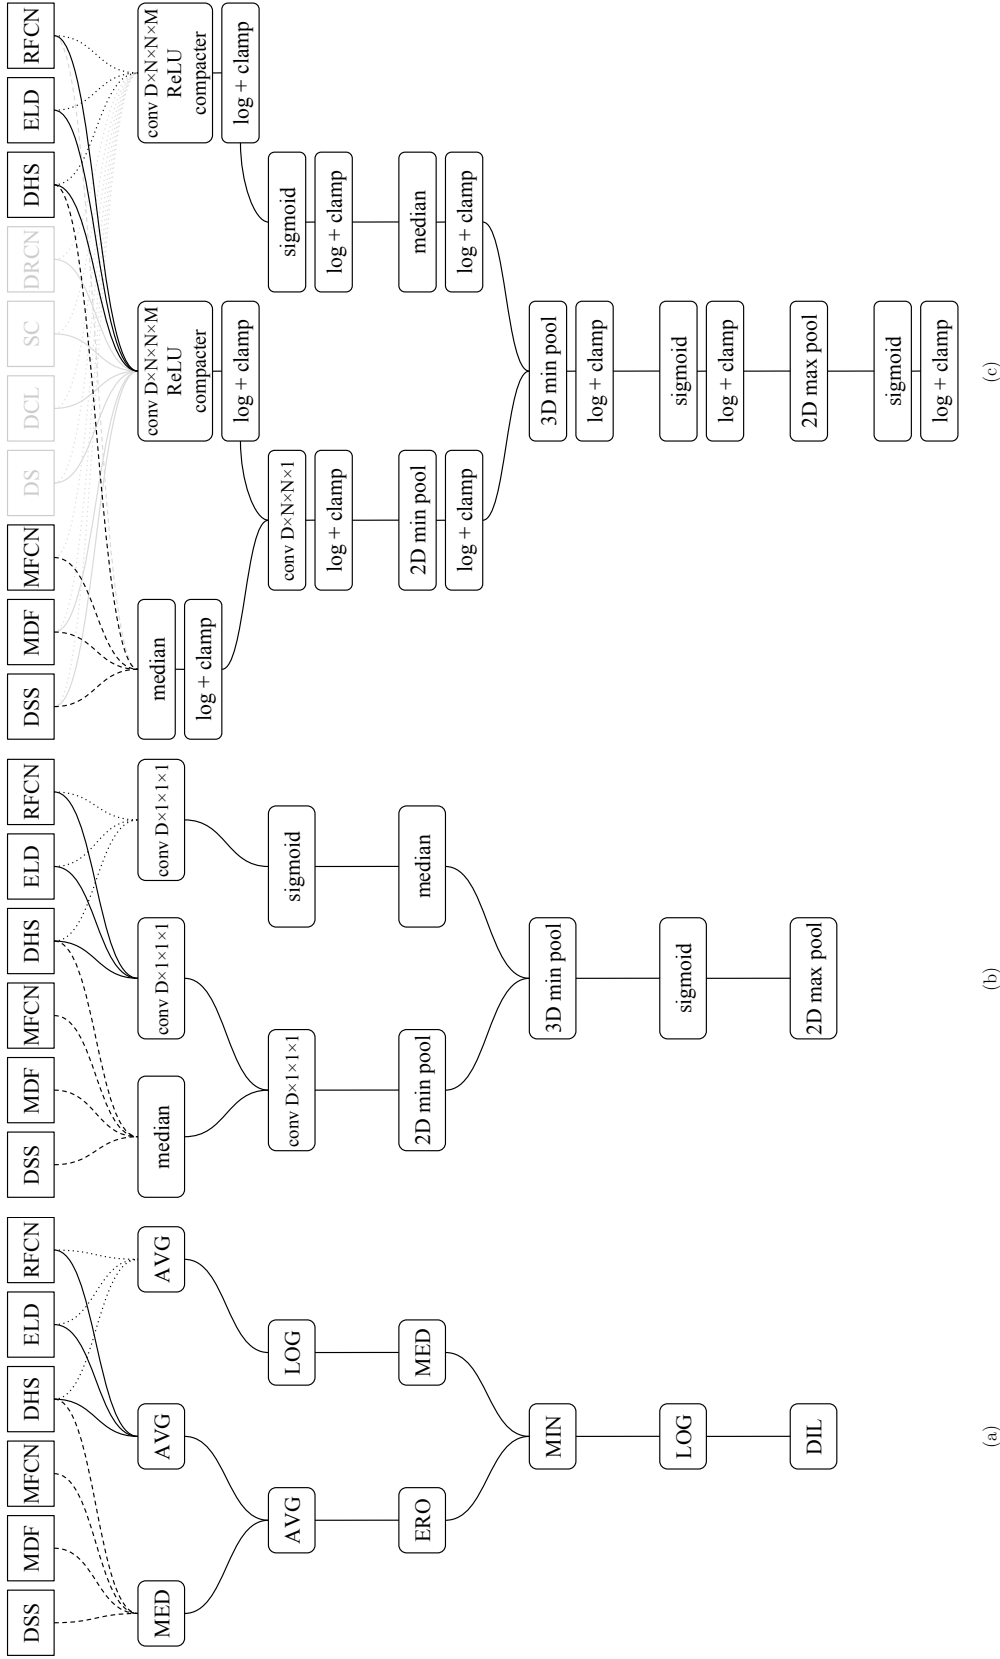 DSS
MDF
MFCN
DHS
ELD
RFCN
MED
AVG
AVG
AVG
LOG
ERO
MED
MIN
LOG
DIL
(a)
DSS
MDF
MFCN
DHS
ELD
RFCN
median
conv D×1×1×1
conv D×1×1×1
conv D×1×1×1
sigmoid
2D min pool
median
3D min pool
sigmoid
2D max pool
(b)
DSS
MDF
MFCN
DS
DCL
SC
DRCN
DHS
ELD
RFCN
median
log + clamp
conv D×N×N×M
ReLU
compacter
log + clamp
conv D×N×N×M
ReLU
compacter
log + clamp
conv D×N×N×1
log + clamp
sigmoid
log + clamp
2D min pool
log + clamp
median
log + clamp
3D min pool
log + clamp
sigmoid
log + clamp
2D max pool
sigmoid
log + clamp
(c)